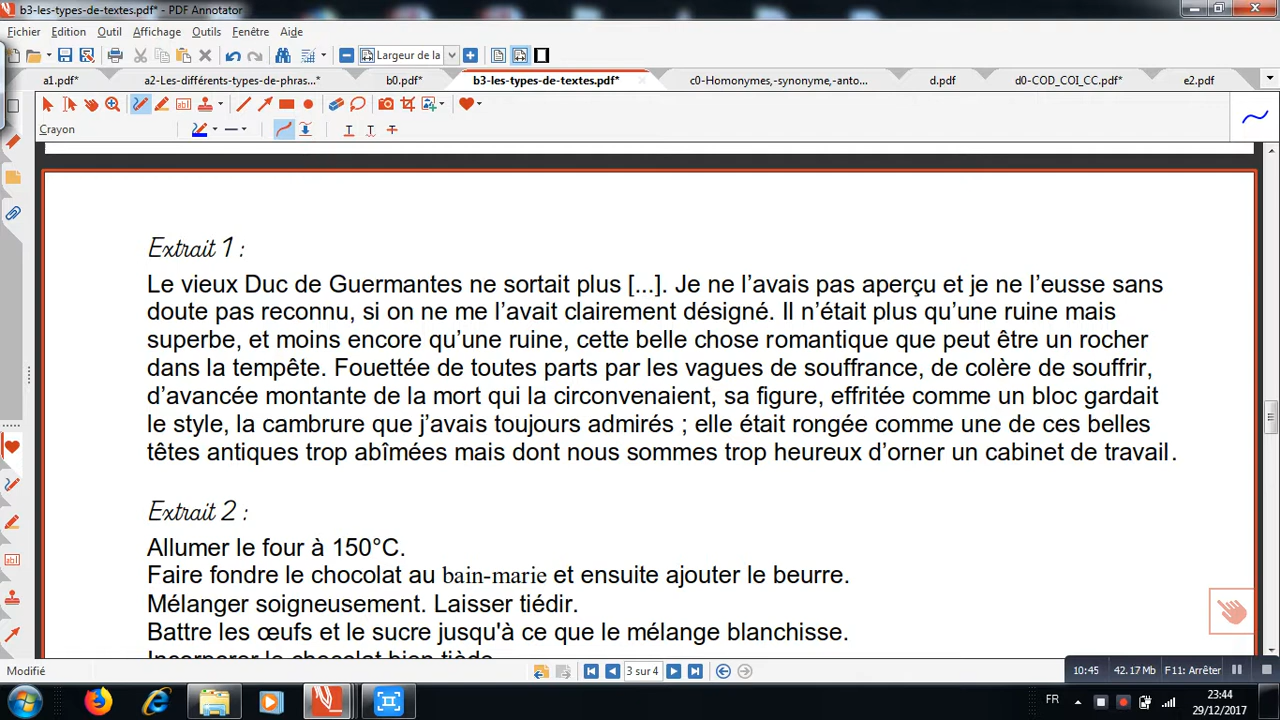 b3-les-types-de-textes.pdf* - PDF Annotator
Fichier Edition Outil Affichage Outils Fenêtre Aide
Largeur de la
a1.pdf* a2-Les-différents-types-de-phras... b0.pdf* b3-les-types-de-textes.pdf* c0-Homonymes,-synonyme,-anto... d.pdf d0-COD_COI_CC.pdf* e2.pdf
Crayon
Extrait 1 :
Le vieux Duc de Guermantes ne sortait plus [...]. Je ne l’avais pas aperçu et je ne l’eusse sans
doute pas reconnu, si on ne me l’avait clairement désigné. Il n’était plus qu’une ruine mais
superbe, et moins encore qu’une ruine, cette belle chose romantique que peut être un rocher
dans la tempête. Fouettée de toutes parts par les vagues de souffrance, de colère de souffrir,
d’avancée montante de la mort qui la circonvenaient, sa figure, effritée comme un bloc gardait
le style, la cambrure que j’avais toujours admirés ; elle était rongée comme une de ces belles
têtes antiques trop abîmées mais dont nous sommes trop heureux d’orner un cabinet de travail.
Extrait 2 :
Allumer le four à 150°C.
Faire fondre le chocolat au bain-marie et ensuite ajouter le beurre.
Mélanger soigneusement. Laisser tiédir.
Battre les œufs et le sucre jusqu'à ce que le mélange blanchisse.
Incorporer le chocolat bien tiède.
Modifié 3 sur 4 10:45 42.17 Mb F11: Arrêter
FR 23:44
29/12/2017